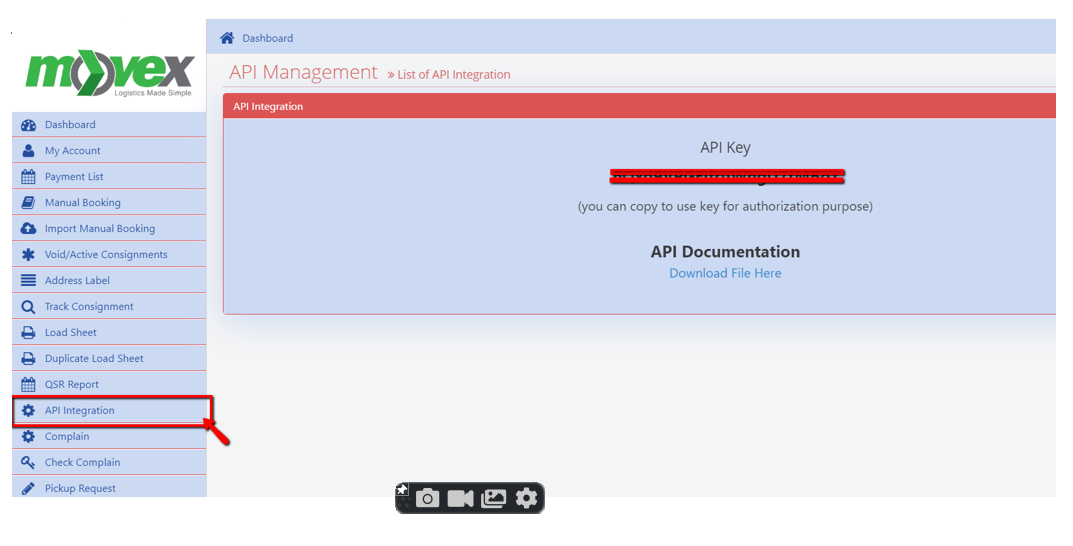 movex
Logistics Made Simple
Dashboard
My Account
Payment List
Manual Booking
Import Manual Booking
Void/Active Consignments
Address Label
Track Consignment
Load Sheet
Duplicate Load Sheet
QSR Report
API Integration
Complain
Check Complain
Pickup Request
Dashboard
API Management » List of API Integration
API Integration
API Key
(you can copy to use key for authorization purpose)
API Documentation
Download File Here